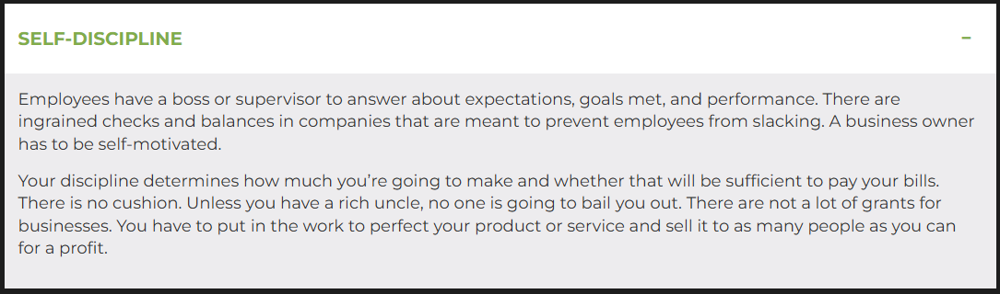 SELF-DISCIPLINE
–
Employees have a boss or supervisor to answer about expectations, goals met, and performance. There are
ingrained checks and balances in companies that are meant to prevent employees from slacking. A business owner
has to be self-motivated.
Your discipline determines how much you’re going to make and whether that will be sufficient to pay your bills.
There is no cushion. Unless you have a rich uncle, no one is going to bail you out. There are not a lot of grants for
businesses. You have to put in the work to perfect your product or service and sell it to as many people as you can
for a profit.